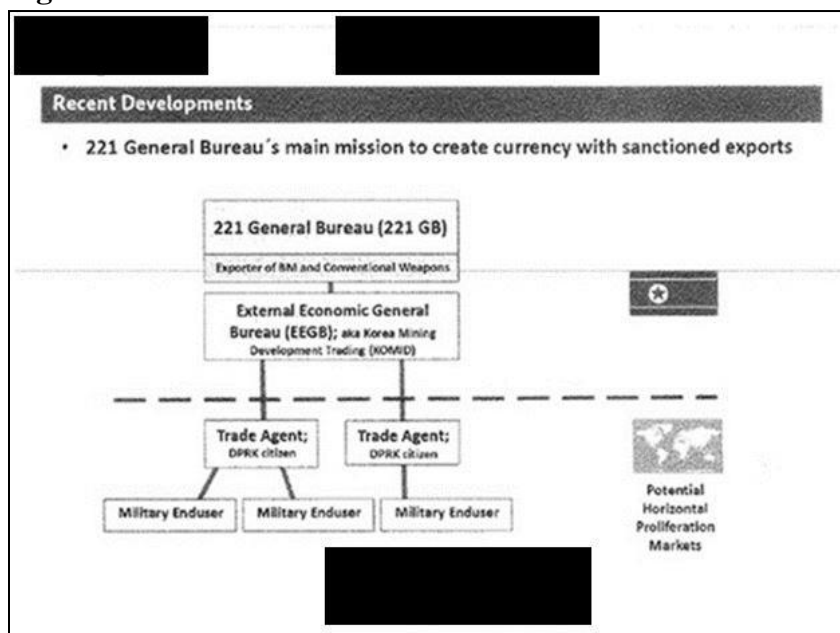 Recent Developments
• 221 General Bureau´s main mission to create currency with sanctioned exports
221 General Bureau (221 GB)
Exporter of BM and Conventional Weapons
External Economic General
Bureau (EEGB); aka Korea Mining
Development Trading (KOMID)
Trade Agent;
DPRK citizen
Trade Agent;
DPRK citizen
Military Enduser
Military Enduser
Military Enduser
Potential
Horizontal
Proliferation
Markets